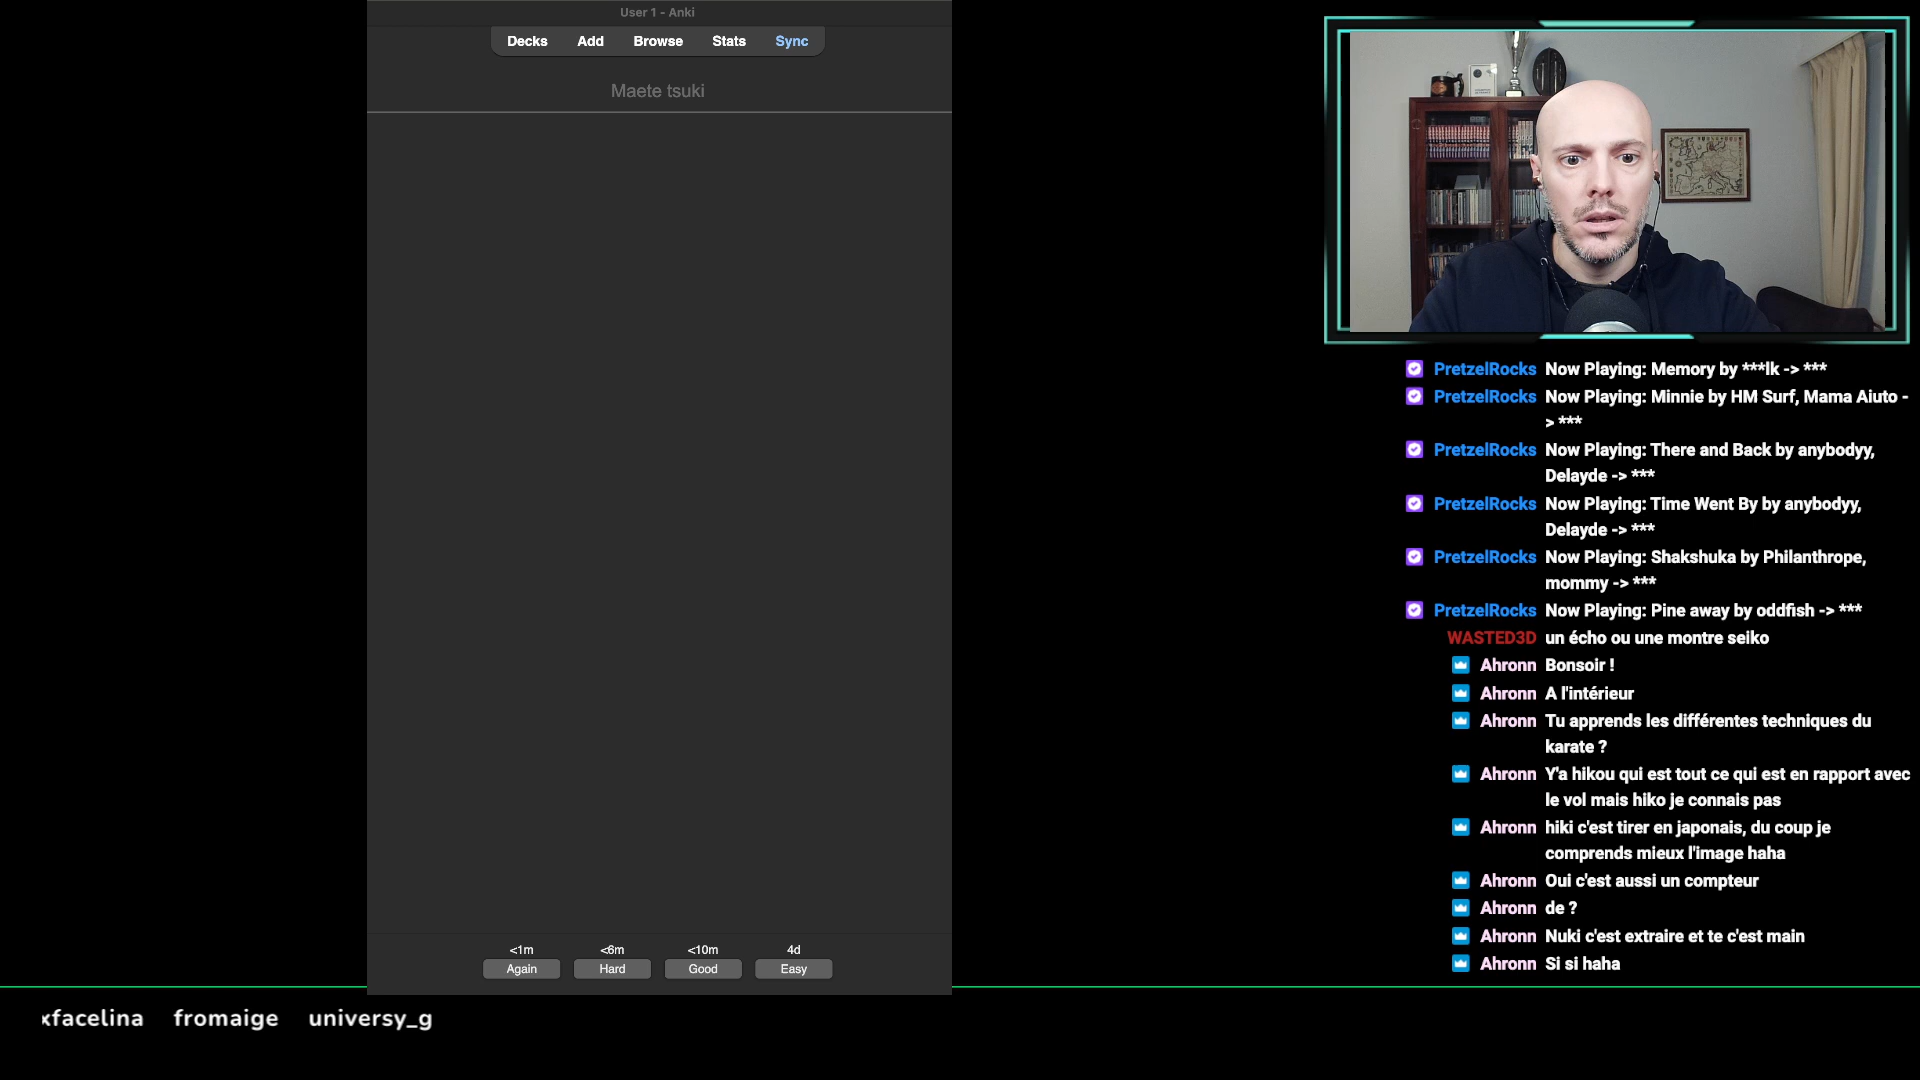 User 1 - Anki
Decks Add Browse Stats Sync
Maete tsuki
<1m <6m <10m 4d
Again Hard Good Easy
PretzelRocks Now Playing: Memory by ***lk -> ***
PretzelRocks Now Playing: Minnie by HM Surf, Mama Aiuto -
> ***
PretzelRocks Now Playing: There and Back by anybodyy,
Delayde -> ***
PretzelRocks Now Playing: Time Went By by anybodyy,
Delayde -> ***
PretzelRocks Now Playing: Shakshuka by Philanthrope,
mommy -> ***
PretzelRocks Now Playing: Pine away by oddfish -> ***
WASTED3D un écho ou une montre seiko
Ahronn Bonsoir !
Ahronn A l'intérieur
Ahronn Tu apprends les différentes techniques du
karate ?
Ahronn Y'a hikou qui est tout ce qui est en rapport avec
le vol mais hiko je connais pas
Ahronn hiki c'est tirer en japonais, du coup je
comprends mieux l'image haha
Ahronn Oui c'est aussi un compteur
Ahronn de ?
Ahronn Nuki c'est extraire et te c'est main
Ahronn Si si haha
xfacelina fromaige universy_g